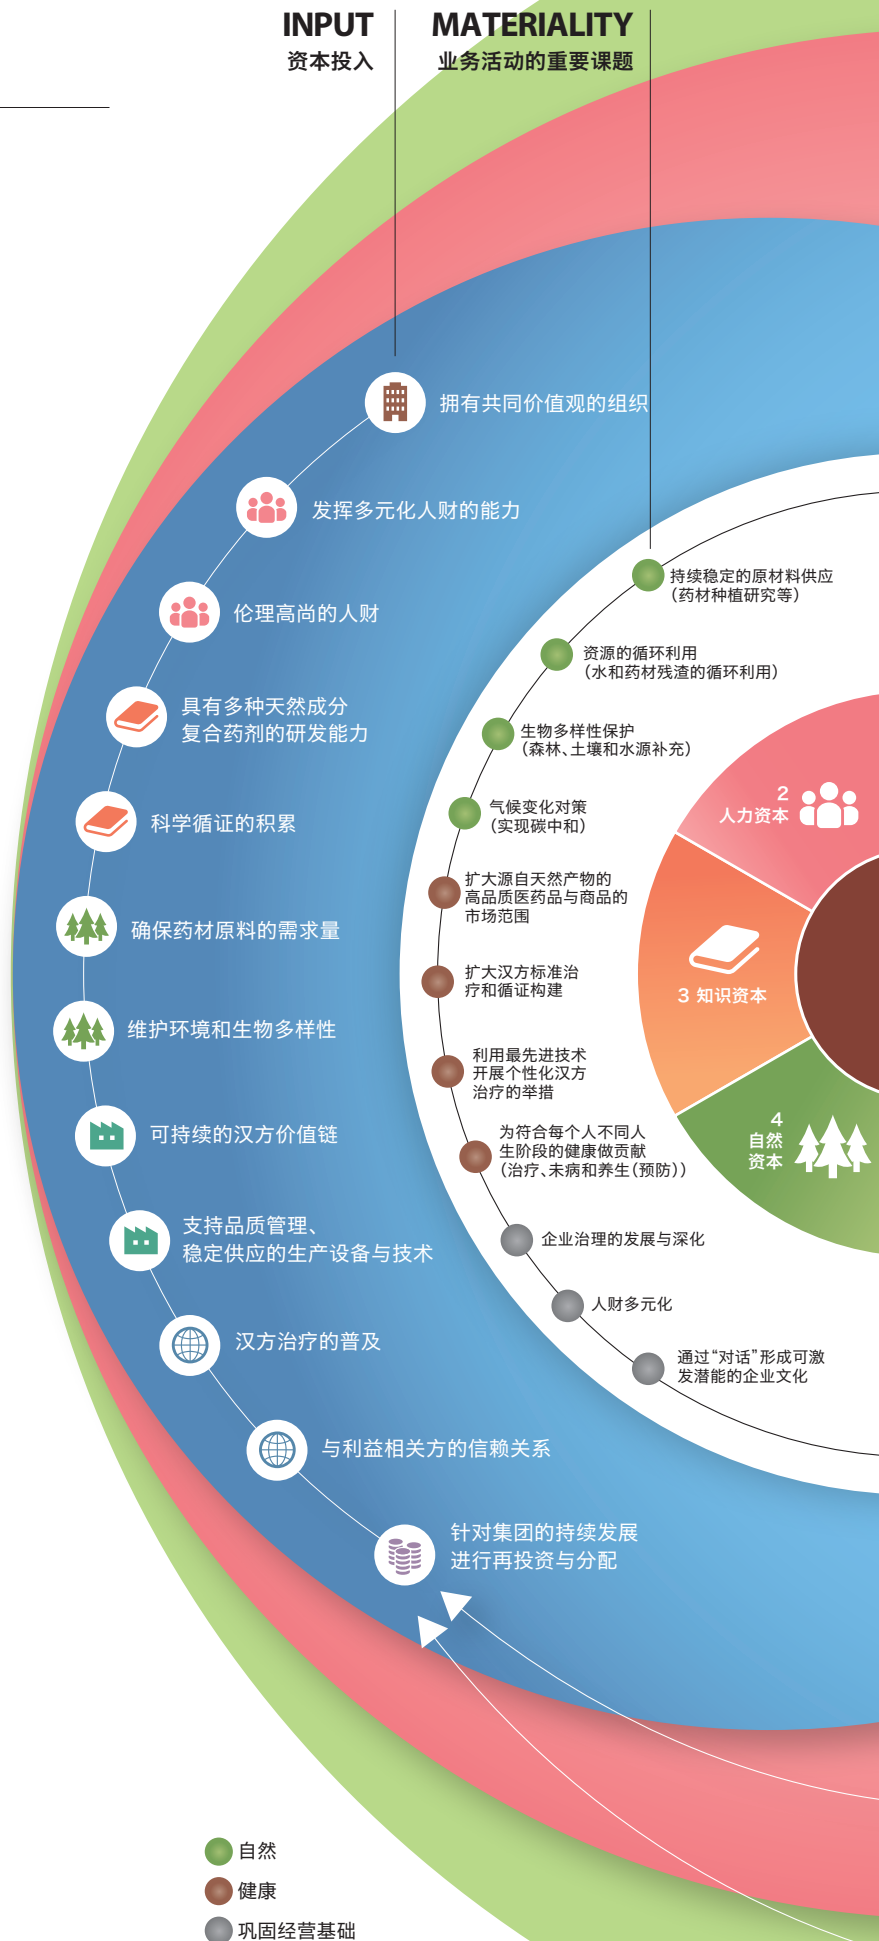 INPUT
资本投入
MATERIALITY
业务活动的重要课题
拥有共同价值观的组织
发挥多元化人财的能力
伦理高尚的人财
具有多种天然成分
复合药剂的研发能力
科学循证的积累
确保药材原料的需求量
维护环境和生物多样性
可持续的汉方价值链
支持品质管理、
稳定供应的生产设备与技术
汉方治疗的普及
与利益相关方的信赖关系
针对集团的持续发展
进行再投资与分配
持续稳定的原材料供应
（药材种植研究等）
资源的循环利用
（水和药材残渣的循环利用）
生物多样性保护
（森林、土壤和水源补充）
气候变化对策
（实现碳中和）
扩大源自天然产物的
高品质医药品与商品的
市场范围
扩大汉方标准治
疗和循证构建
利用最先进技术
开展个性化汉方
治疗的举措
为符合每个人不同人
生阶段的健康做贡献
（治疗、未病和养生（预防））
企业治理的发展与深化
人财多元化
通过“对话”形成可激
发潜能的企业文化
2
人力资本
3 知识资本
4
自然
资本
自然
健康
巩固经营基础